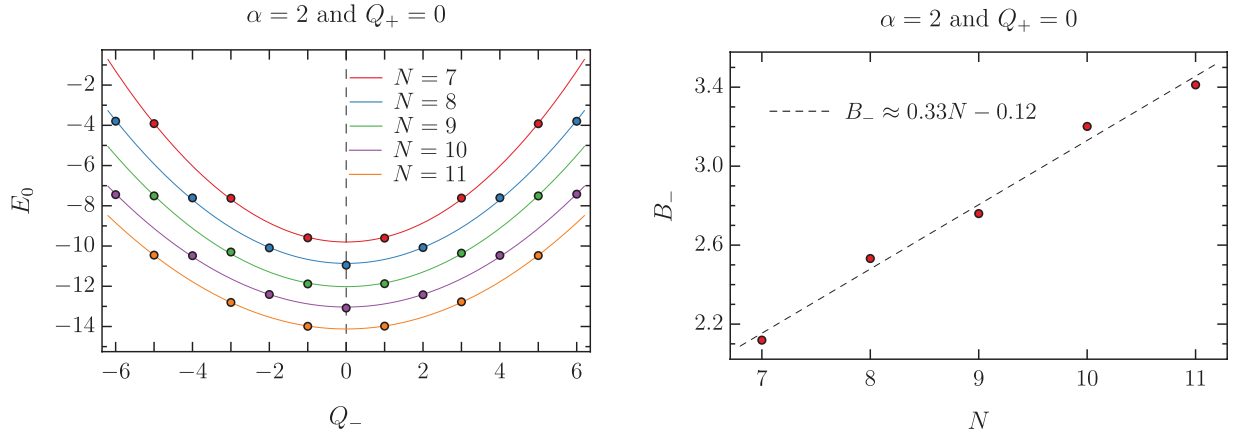 α = 2 and Q₊ = 0
E₀
−2
−4
−6
−8
−10
−12
−14
N = 7
N = 8
N = 9
N = 10
N = 11
−6
−4
−2
0
2
4
6
Q₋
α = 2 and Q₊ = 0
B₋
3.4
3.0
2.6
2.2
B₋ ≈ 0.33N − 0.12
7
8
9
10
11
N